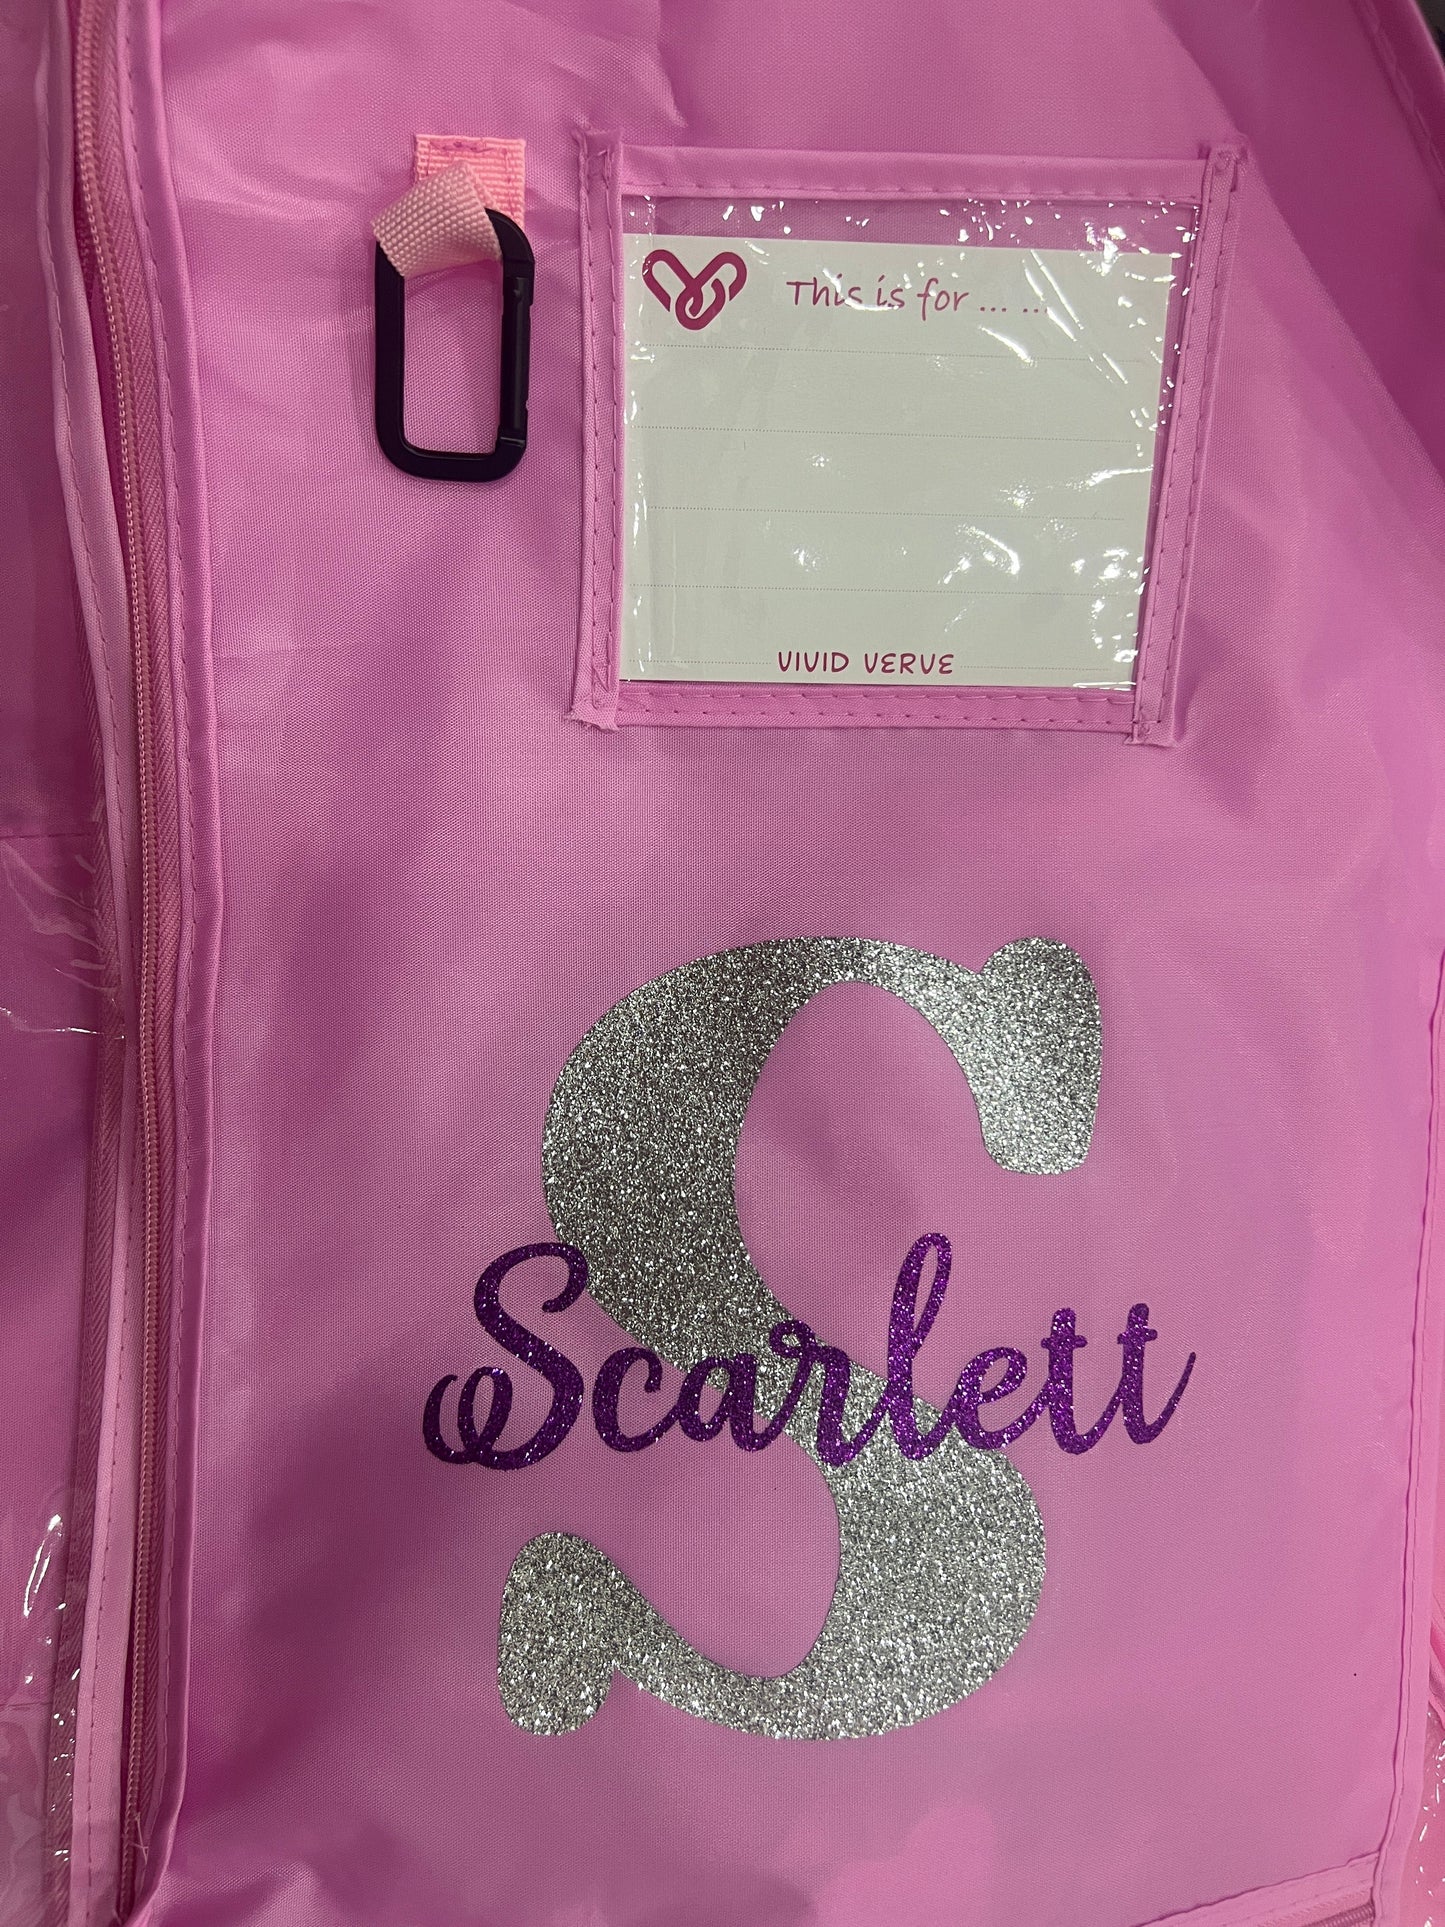 This is for ... ...
VIVID VERVE
S
Scarlett